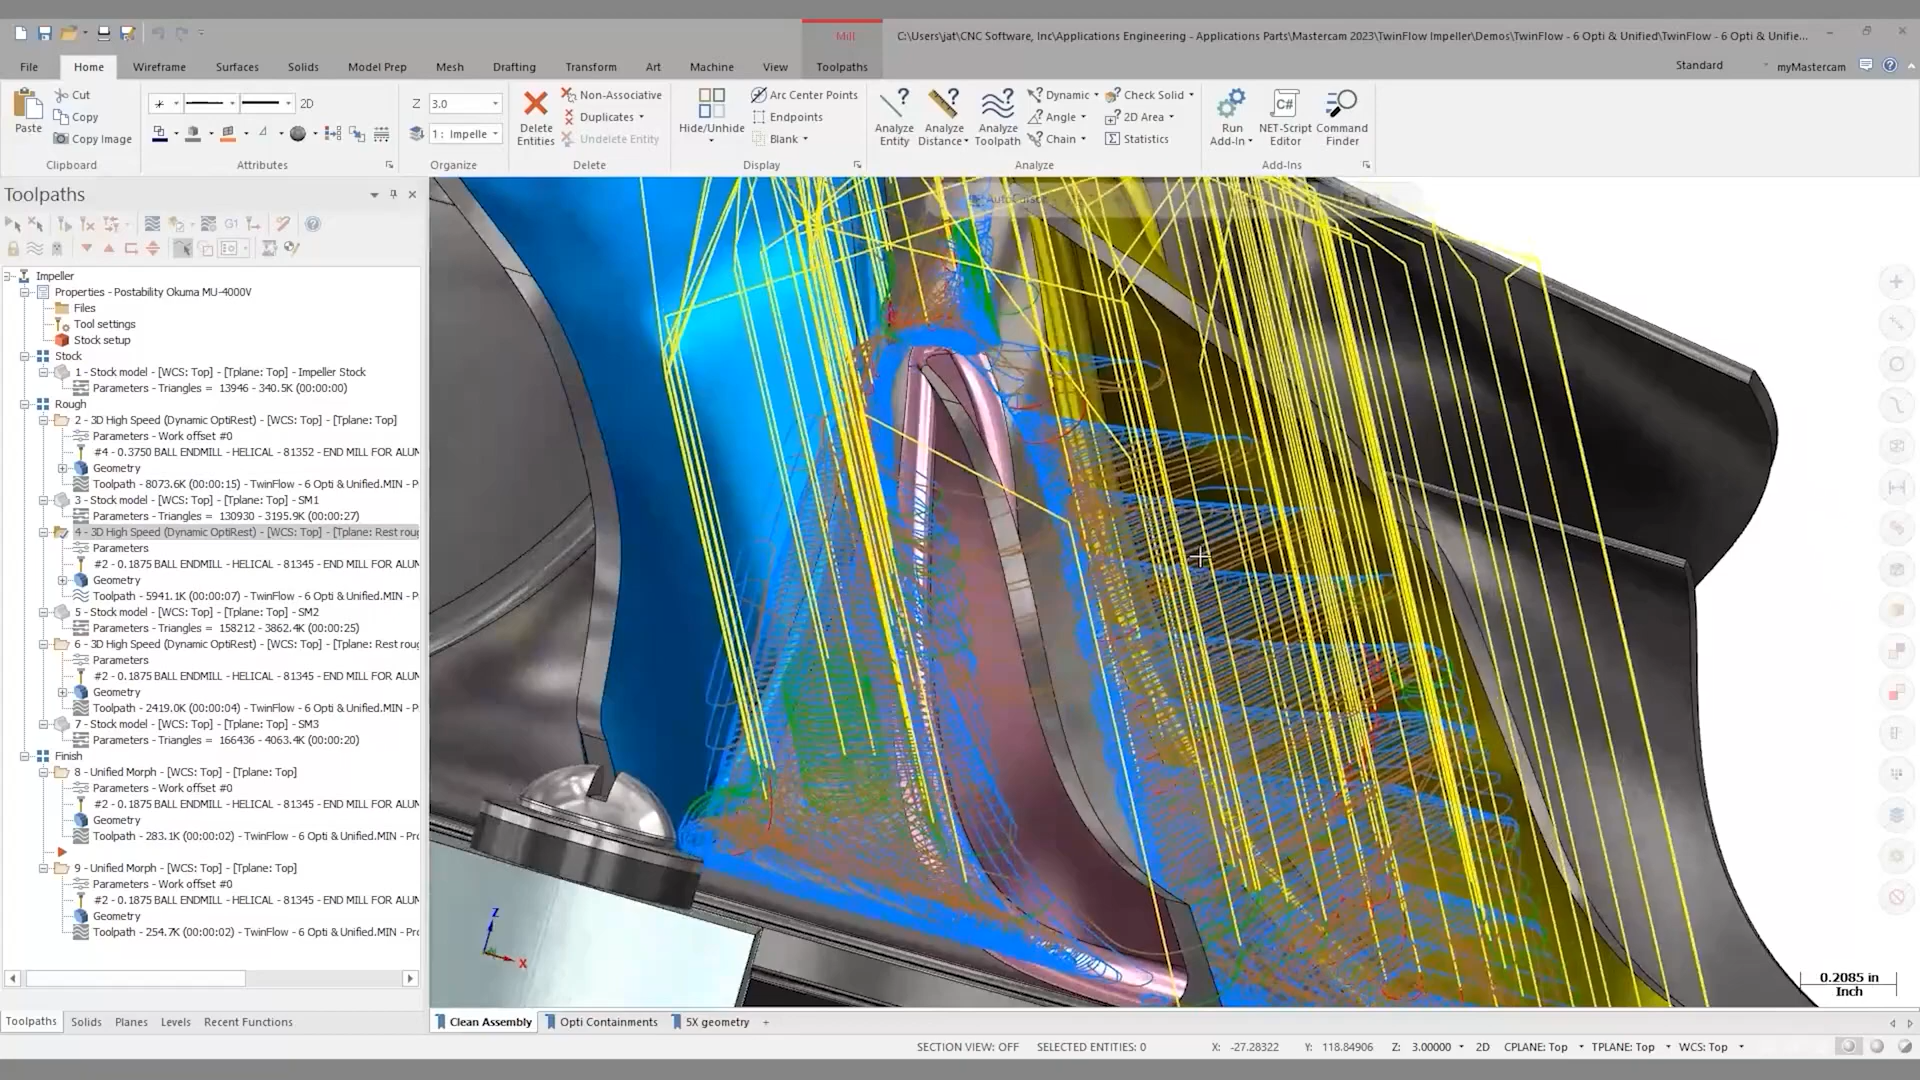 Mill
C:\Users\jat\CNC Software, Inc\Applications Engineering - Applications Parts\Mastercam 2023\TwinFlow Impeller\Demos\TwinFlow - 6 Opti & Unified\TwinFlow - 6 Opti & Unifie...
File Home Wireframe Surfaces Solids Model Prep Mesh Drafting Transform Art Machine View Toolpaths Standard myMastercam
Paste Cut Copy Copy Image
Clipboard
2D
Attributes
Z 3.0
1 : Impelle
Organize
Delete Entities Non-Associative Duplicates Undelete Entity
Delete
Hide/Unhide Arc Center Points Endpoints Blank
Display
Analyze Entity Analyze Distance Analyze Toolpath Dynamic Angle Chain Check Solid 2D Area Statistics
Analyze
Run Add-In C# NET-Script Editor Command Finder
Add-Ins
Toolpaths
G1
AutoCursor
Impeller
Properties - Postability Okuma MU-4000V
Files
Tool settings
Stock setup
Stock
1 - Stock model - [WCS: Top] - [Tplane: Top] - Impeller Stock
Parameters - Triangles = 13946 - 340.5K (00:00:00)
Rough
2 - 3D High Speed (Dynamic OptiRest) - [WCS: Top] - [Tplane: Top]
Parameters - Work offset #0
#4 - 0.3750 BALL ENDMILL - HELICAL - 81352 - END MILL FOR ALUM
Geometry
Toolpath - 8073.6K (00:00:15) - TwinFlow - 6 Opti & Unified.MIN - P
3 - Stock model - [WCS: Top] - [Tplane: Top] - SM1
Parameters - Triangles = 130930 - 3195.9K (00:00:27)
4 - 3D High Speed (Dynamic OptiRest) - [WCS: Top] - [Tplane: Rest roug
Parameters
#2 - 0.1875 BALL ENDMILL - HELICAL - 81345 - END MILL FOR ALUM
Geometry
Toolpath - 5941.1K (00:00:07) - TwinFlow - 6 Opti & Unified.MIN - P
5 - Stock model - [WCS: Top] - [Tplane: Top] - SM2
Parameters - Triangles = 158212 - 3862.4K (00:00:25)
6 - 3D High Speed (Dynamic OptiRest) - [WCS: Top] - [Tplane: Rest roug
Parameters
#2 - 0.1875 BALL ENDMILL - HELICAL - 81345 - END MILL FOR ALUM
Geometry
Toolpath - 2419.0K (00:00:04) - TwinFlow - 6 Opti & Unified.MIN - P
7 - Stock model - [WCS: Top] - [Tplane: Top] - SM3
Parameters - Triangles = 166436 - 4063.4K (00:00:20)
Finish
8 - Unified Morph - [WCS: Top] - [Tplane: Top]
Parameters - Work offset #0
#2 - 0.1875 BALL ENDMILL - HELICAL - 81345 - END MILL FOR ALUM
Geometry
Toolpath - 283.1K (00:00:02) - TwinFlow - 6 Opti & Unified.MIN - Pro
9 - Unified Morph - [WCS: Top] - [Tplane: Top]
Parameters - Work offset #0
#2 - 0.1875 BALL ENDMILL - HELICAL - 81345 - END MILL FOR ALUM
Geometry
Toolpath - 254.7K (00:00:02) - TwinFlow - 6 Opti & Unified.MIN - Pro
Z
X
0.2085 in
Inch
Toolpaths Solids Planes Levels Recent Functions
Clean Assembly Opti Containments 5X geometry +
SECTION VIEW: OFF SELECTED ENTITIES: 0 X: -27.28322 Y: 118.84906 Z: 3.00000 2D CPLANE: Top TPLANE: Top WCS: Top